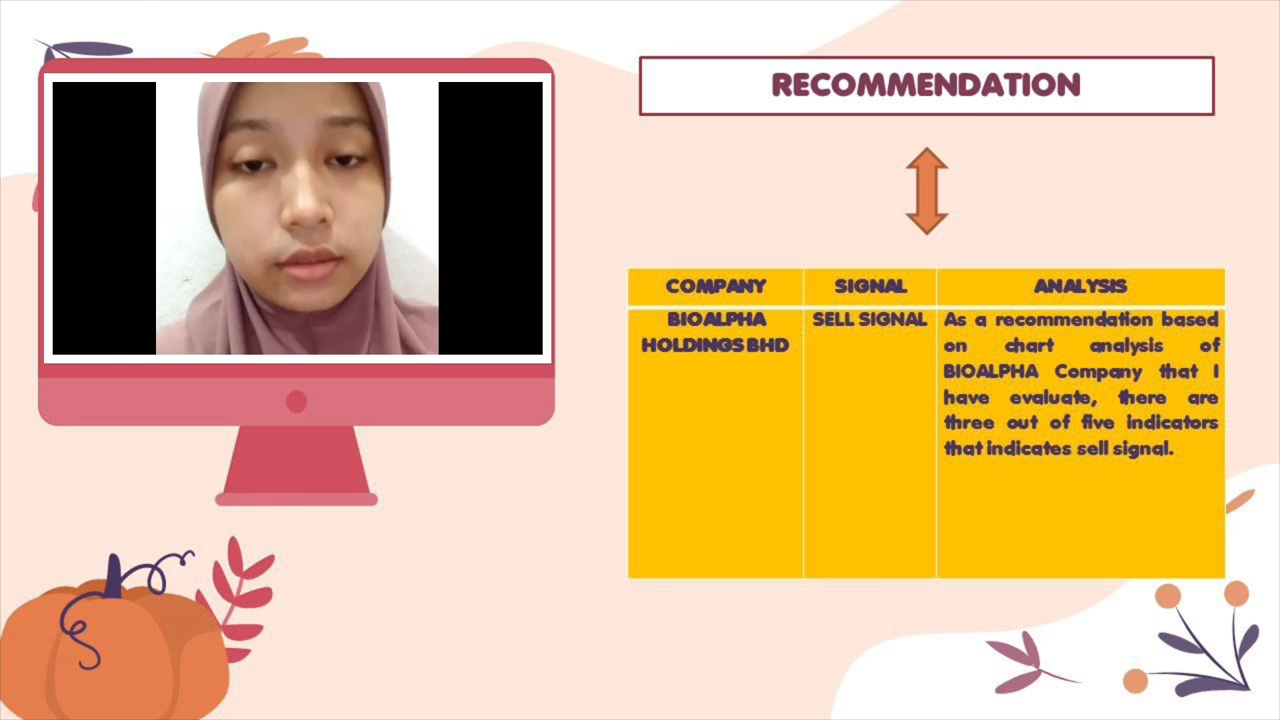 RECOMMENDATION
COMPANY SIGNAL ANALYSIS
BIOALPHA
HOLDINGS BHD
SELL SIGNAL
As a recommendation based
on chart analysis of
BIOALPHA Company that I
have evaluate, there are
three out of five indicators
that indicates sell signal.